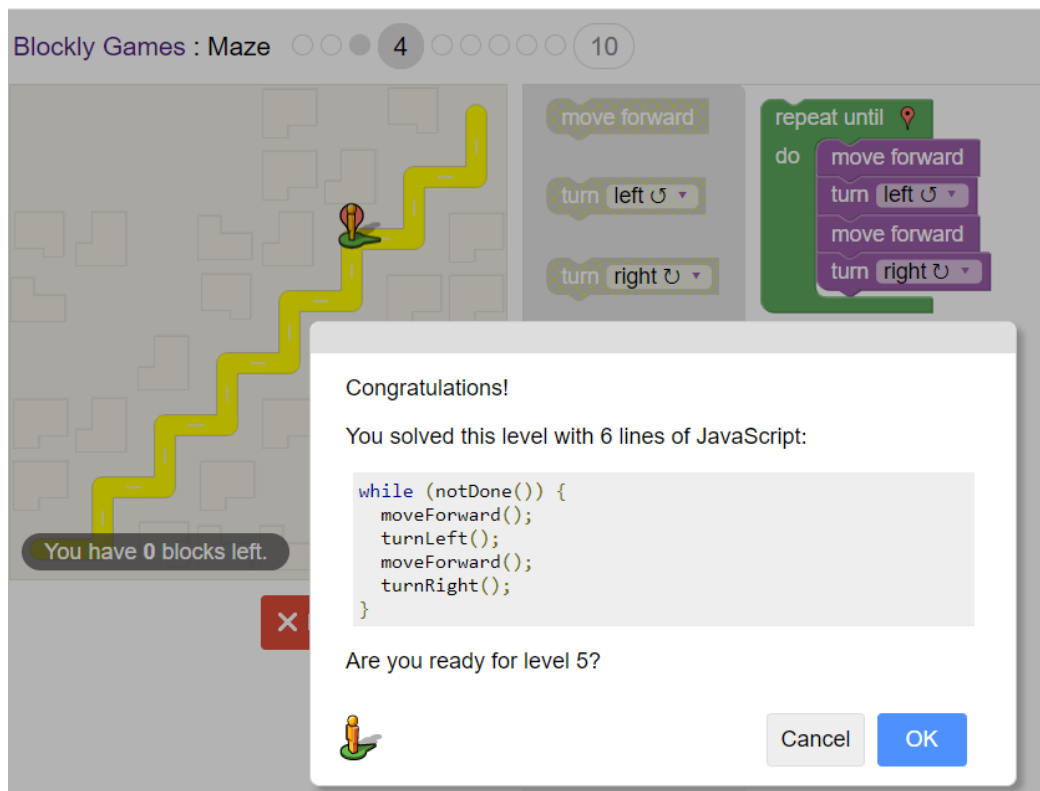 Blockly Games : Maze 4 10
move forward
turn left ↺ ▾
turn right ↻ ▾
repeat until
do move forward
turn left ↺ ▾
move forward
turn right ↻ ▾
You have 0 blocks left.
Congratulations!
You solved this level with 6 lines of JavaScript:
while (notDone()) {
  moveForward();
  turnLeft();
  moveForward();
  turnRight();
}
Are you ready for level 5?
Cancel OK